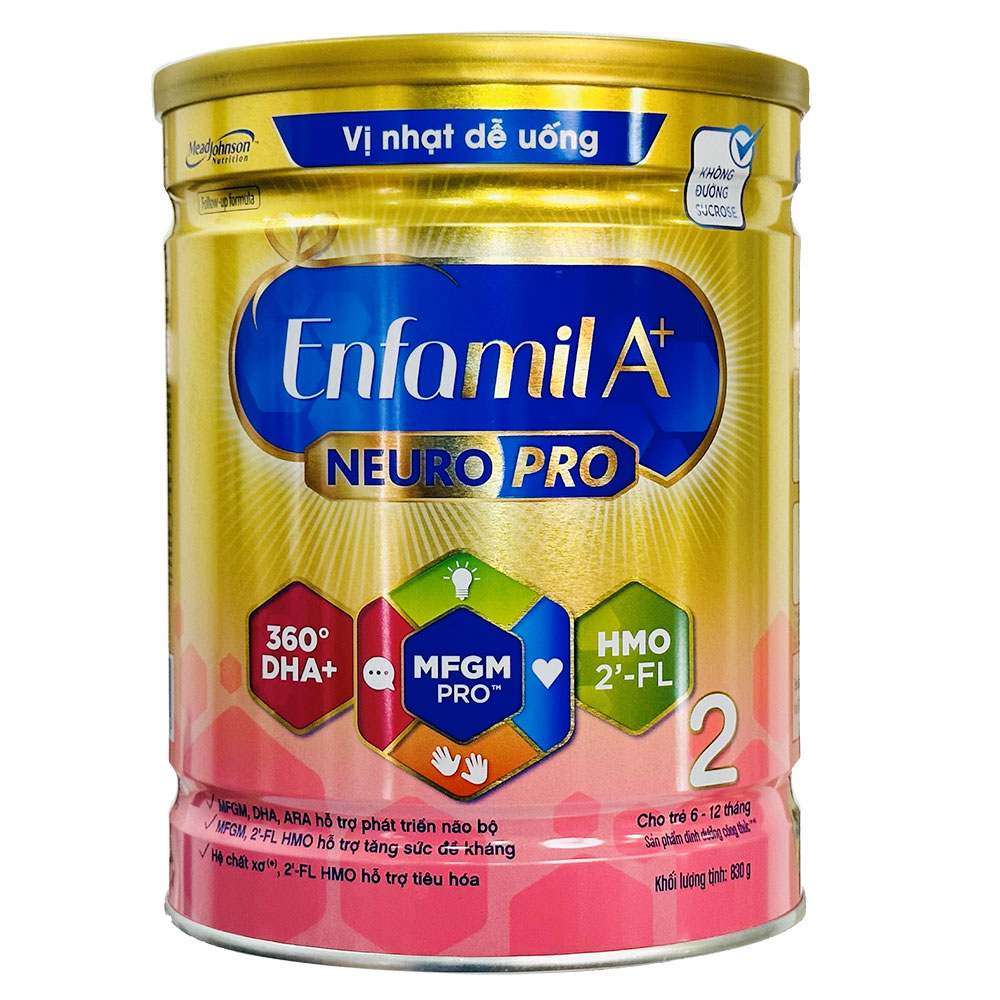 Vị nhạt dễ uống
MeadJohnson™
Nutrition
Follow-up formula
KHÔNG
ĐƯỜNG
SUCROSE
Enfamil A+
NEURO PRO
360°
DHA+
MFGM
PRO™
HMO
2'-FL
2
MFGM, DHA, ARA hỗ trợ phát triển não bộ
MFGM, 2'-FL HMO hỗ trợ tăng sức đề kháng
Hệ chất xơ(*), 2'-FL HMO hỗ trợ tiêu hóa
Cho trẻ 6 - 12 tháng
Sản phẩm dinh dưỡng công thức
Khối lượng tịnh: 830 g